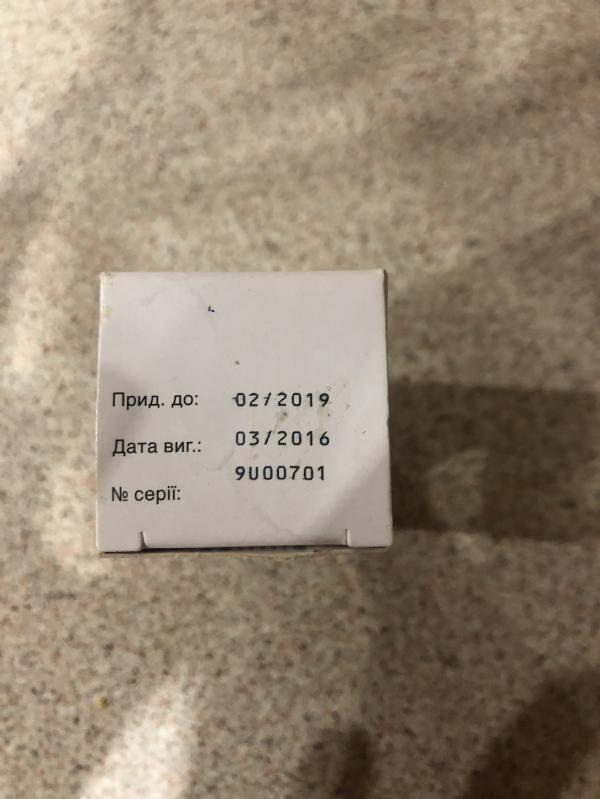 Прид. до: 02/2019
Дата виг.: 03/2016
№ серії: 9U00701